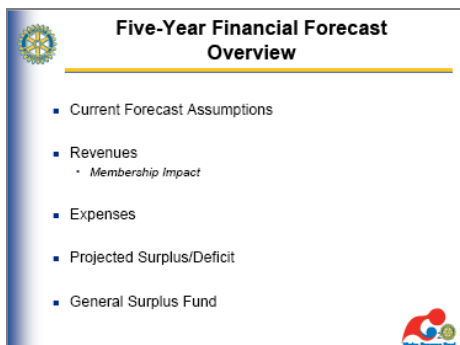 Five-Year Financial Forecast
Overview
Current Forecast Assumptions
Revenues
Membership Impact
Expenses
Projected Surplus/Deficit
General Surplus Fund